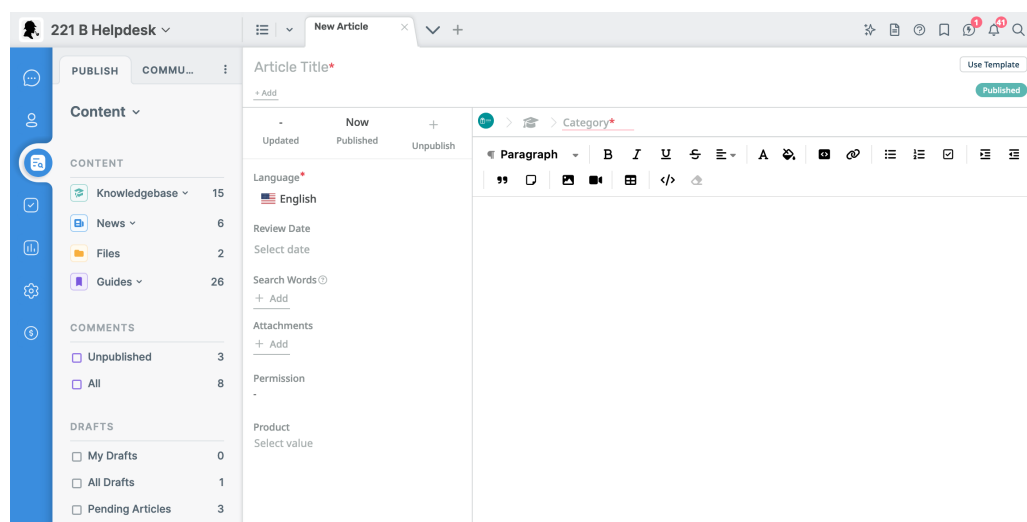 221 B Helpdesk
New Article
1
41
PUBLISH
COMMU...
Content
CONTENT
Knowledgebase 15
News 6
Files 2
Guides 26
COMMENTS
Unpublished 3
All 8
DRAFTS
My Drafts 0
All Drafts 1
Pending Articles 3
Article Title*
+ Add
Use Template
Published
-
Updated
Now
Published
+
Unpublish
Language*
English
Review Date
Select date
Search Words
+ Add
Attachments
+ Add
Permission
-
Product
Select value
Category*
Paragraph
B I U S A
</>